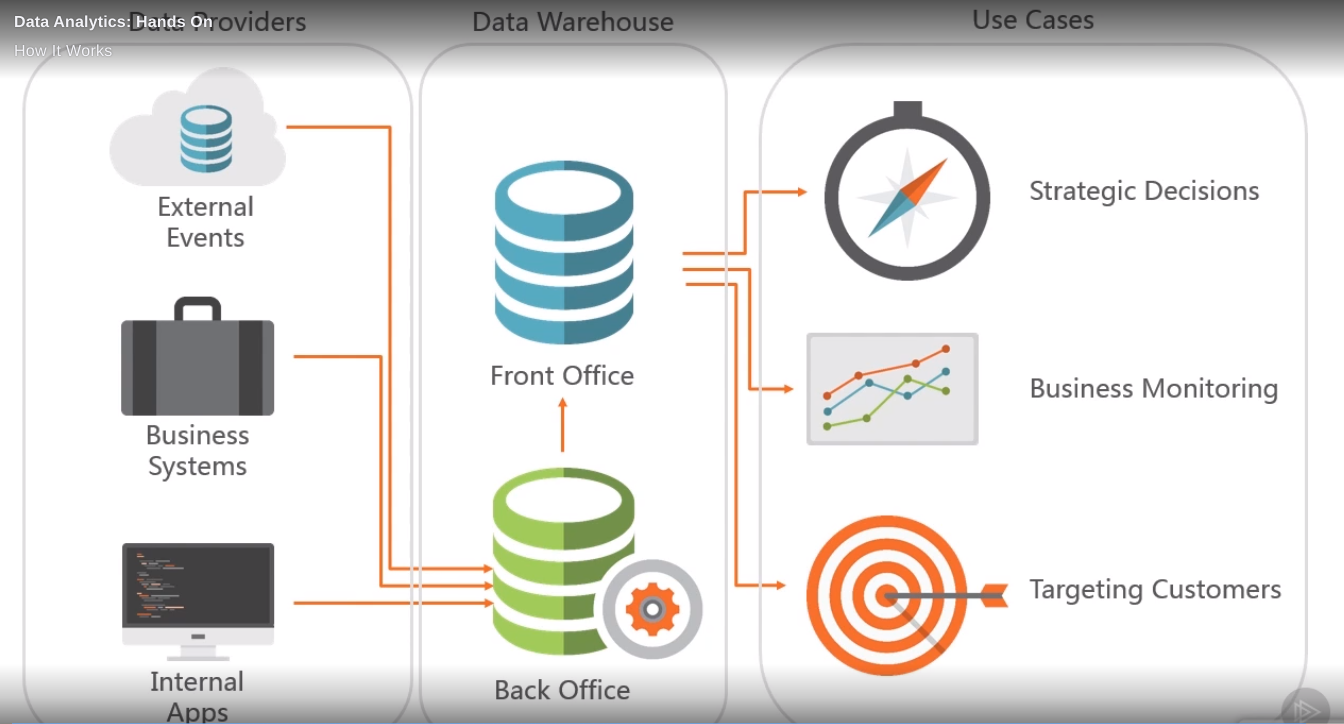 Data Analytics: Hands On
How It Works
Data Providers
Data Warehouse
Use Cases
External
Events
Business
Systems
Internal
Apps
Front Office
Back Office
Strategic Decisions
Business Monitoring
Targeting Customers